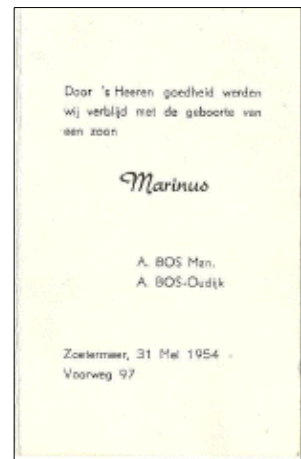 Door 's Heeren goedheid werden
wij verblijd met de geboorte van
een zoon
Marinus
A. BOS Mzn.
A. BOS-Oudijk
Zoetermeer, 31 Mei 1954
Voorweg 97